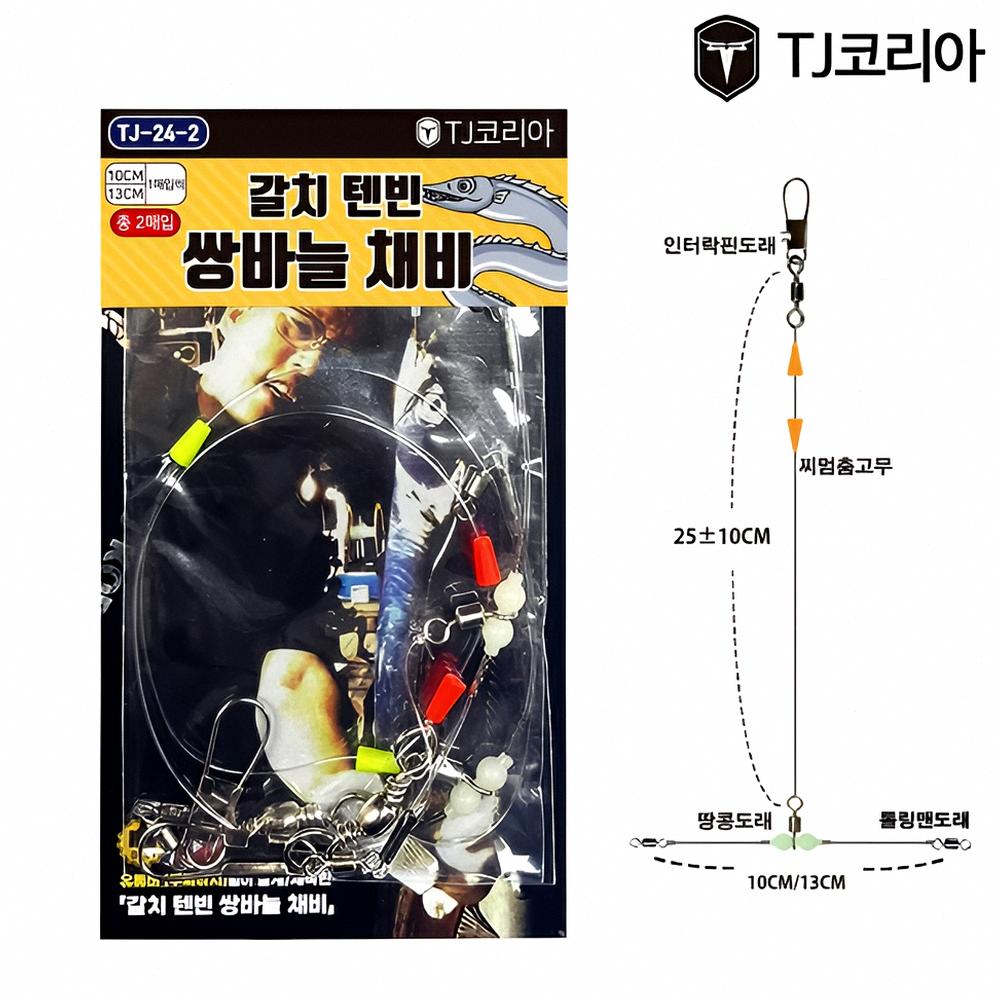 TJ코리아
TJ-24-2
TJ코리아
10CM
13CM
1매입씩
총 2매입
갈치 텐빈
쌍바늘 채비
「갈치 텐빈 쌍바늘 채비」
인터락핀도래
찌멈춤고무
25±10CM
땅콩도래
롤링맨도래
10CM/13CM